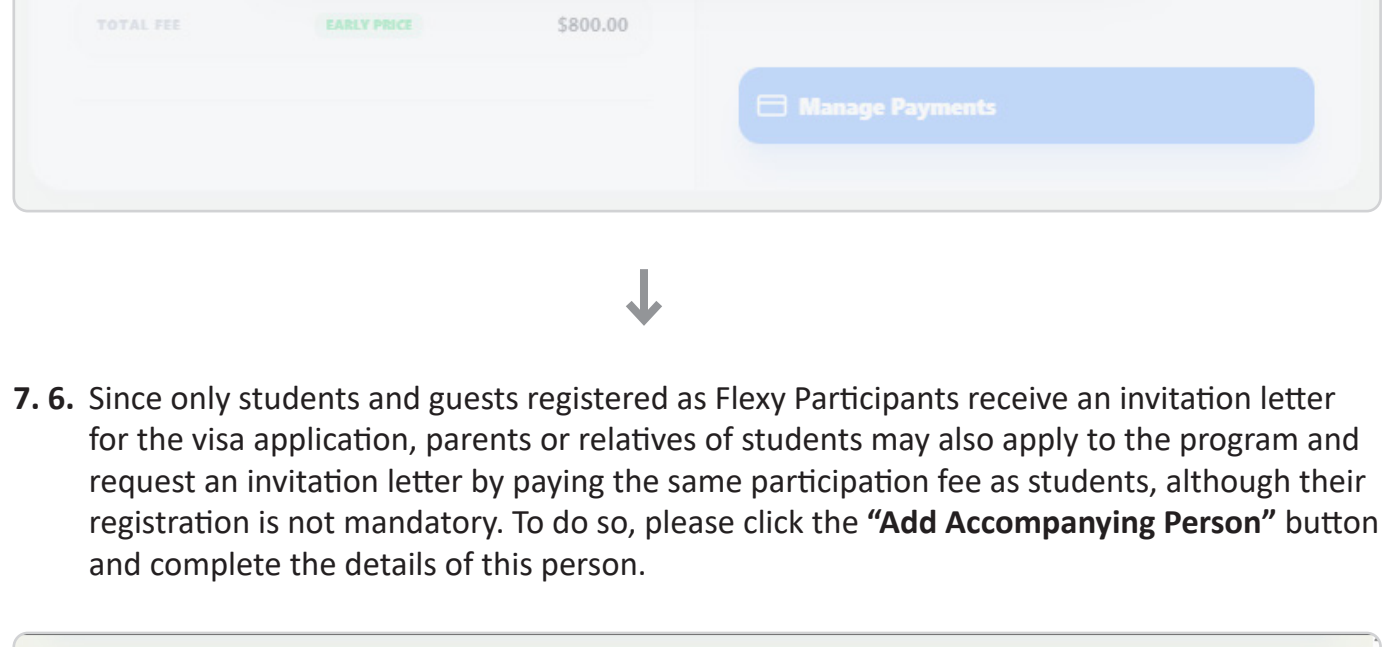 TOTAL FEE EARLY PRICE $800.00
Manage Payments
7. 6. Since only students and guests registered as Flexy Participants receive an invitation letter
for the visa application, parents or relatives of students may also apply to the program and
request an invitation letter by paying the same participation fee as students, although their
registration is not mandatory. To do so, please click the “Add Accompanying Person” button
and complete the details of this person.